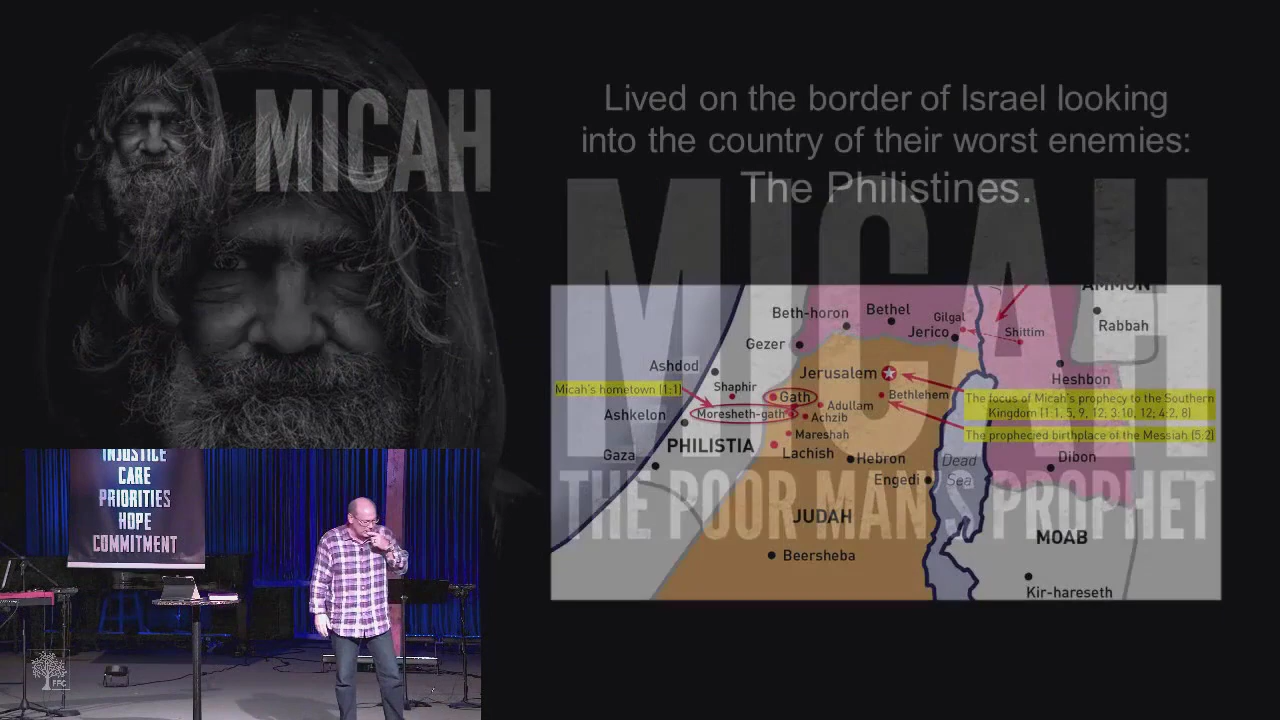 MICAH
Lived on the border of Israel looking
into the country of their worst enemies:
The Philistines.
MICAH
THE POOR MAN'S PROPHET
AMMON
Beth-horon
Bethel
Gilgal
Jerico
Shittim
Rabbah
Gezer
Ashdod
Jerusalem
Heshbon
Micah's hometown [1:1]
Shaphir
Gath
Bethlehem
The focus of Micah's prophecy to the Southern
Kingdom [1:1, 5, 9, 12; 3:10, 12; 4:2, 8]
Ashkelon
Moresheth-gath
Adullam
Achzib
The prophecied birthplace of the Messiah [5:2]
PHILISTIA
Mareshah
Lachish
Gaza
Hebron
Dead
Sea
Dibon
Engedi
JUDAH
MOAB
Beersheba
Kir-hareseth
INJUSTICE
CARE
PRIORITIES
HOPE
COMMITMENT
FFC